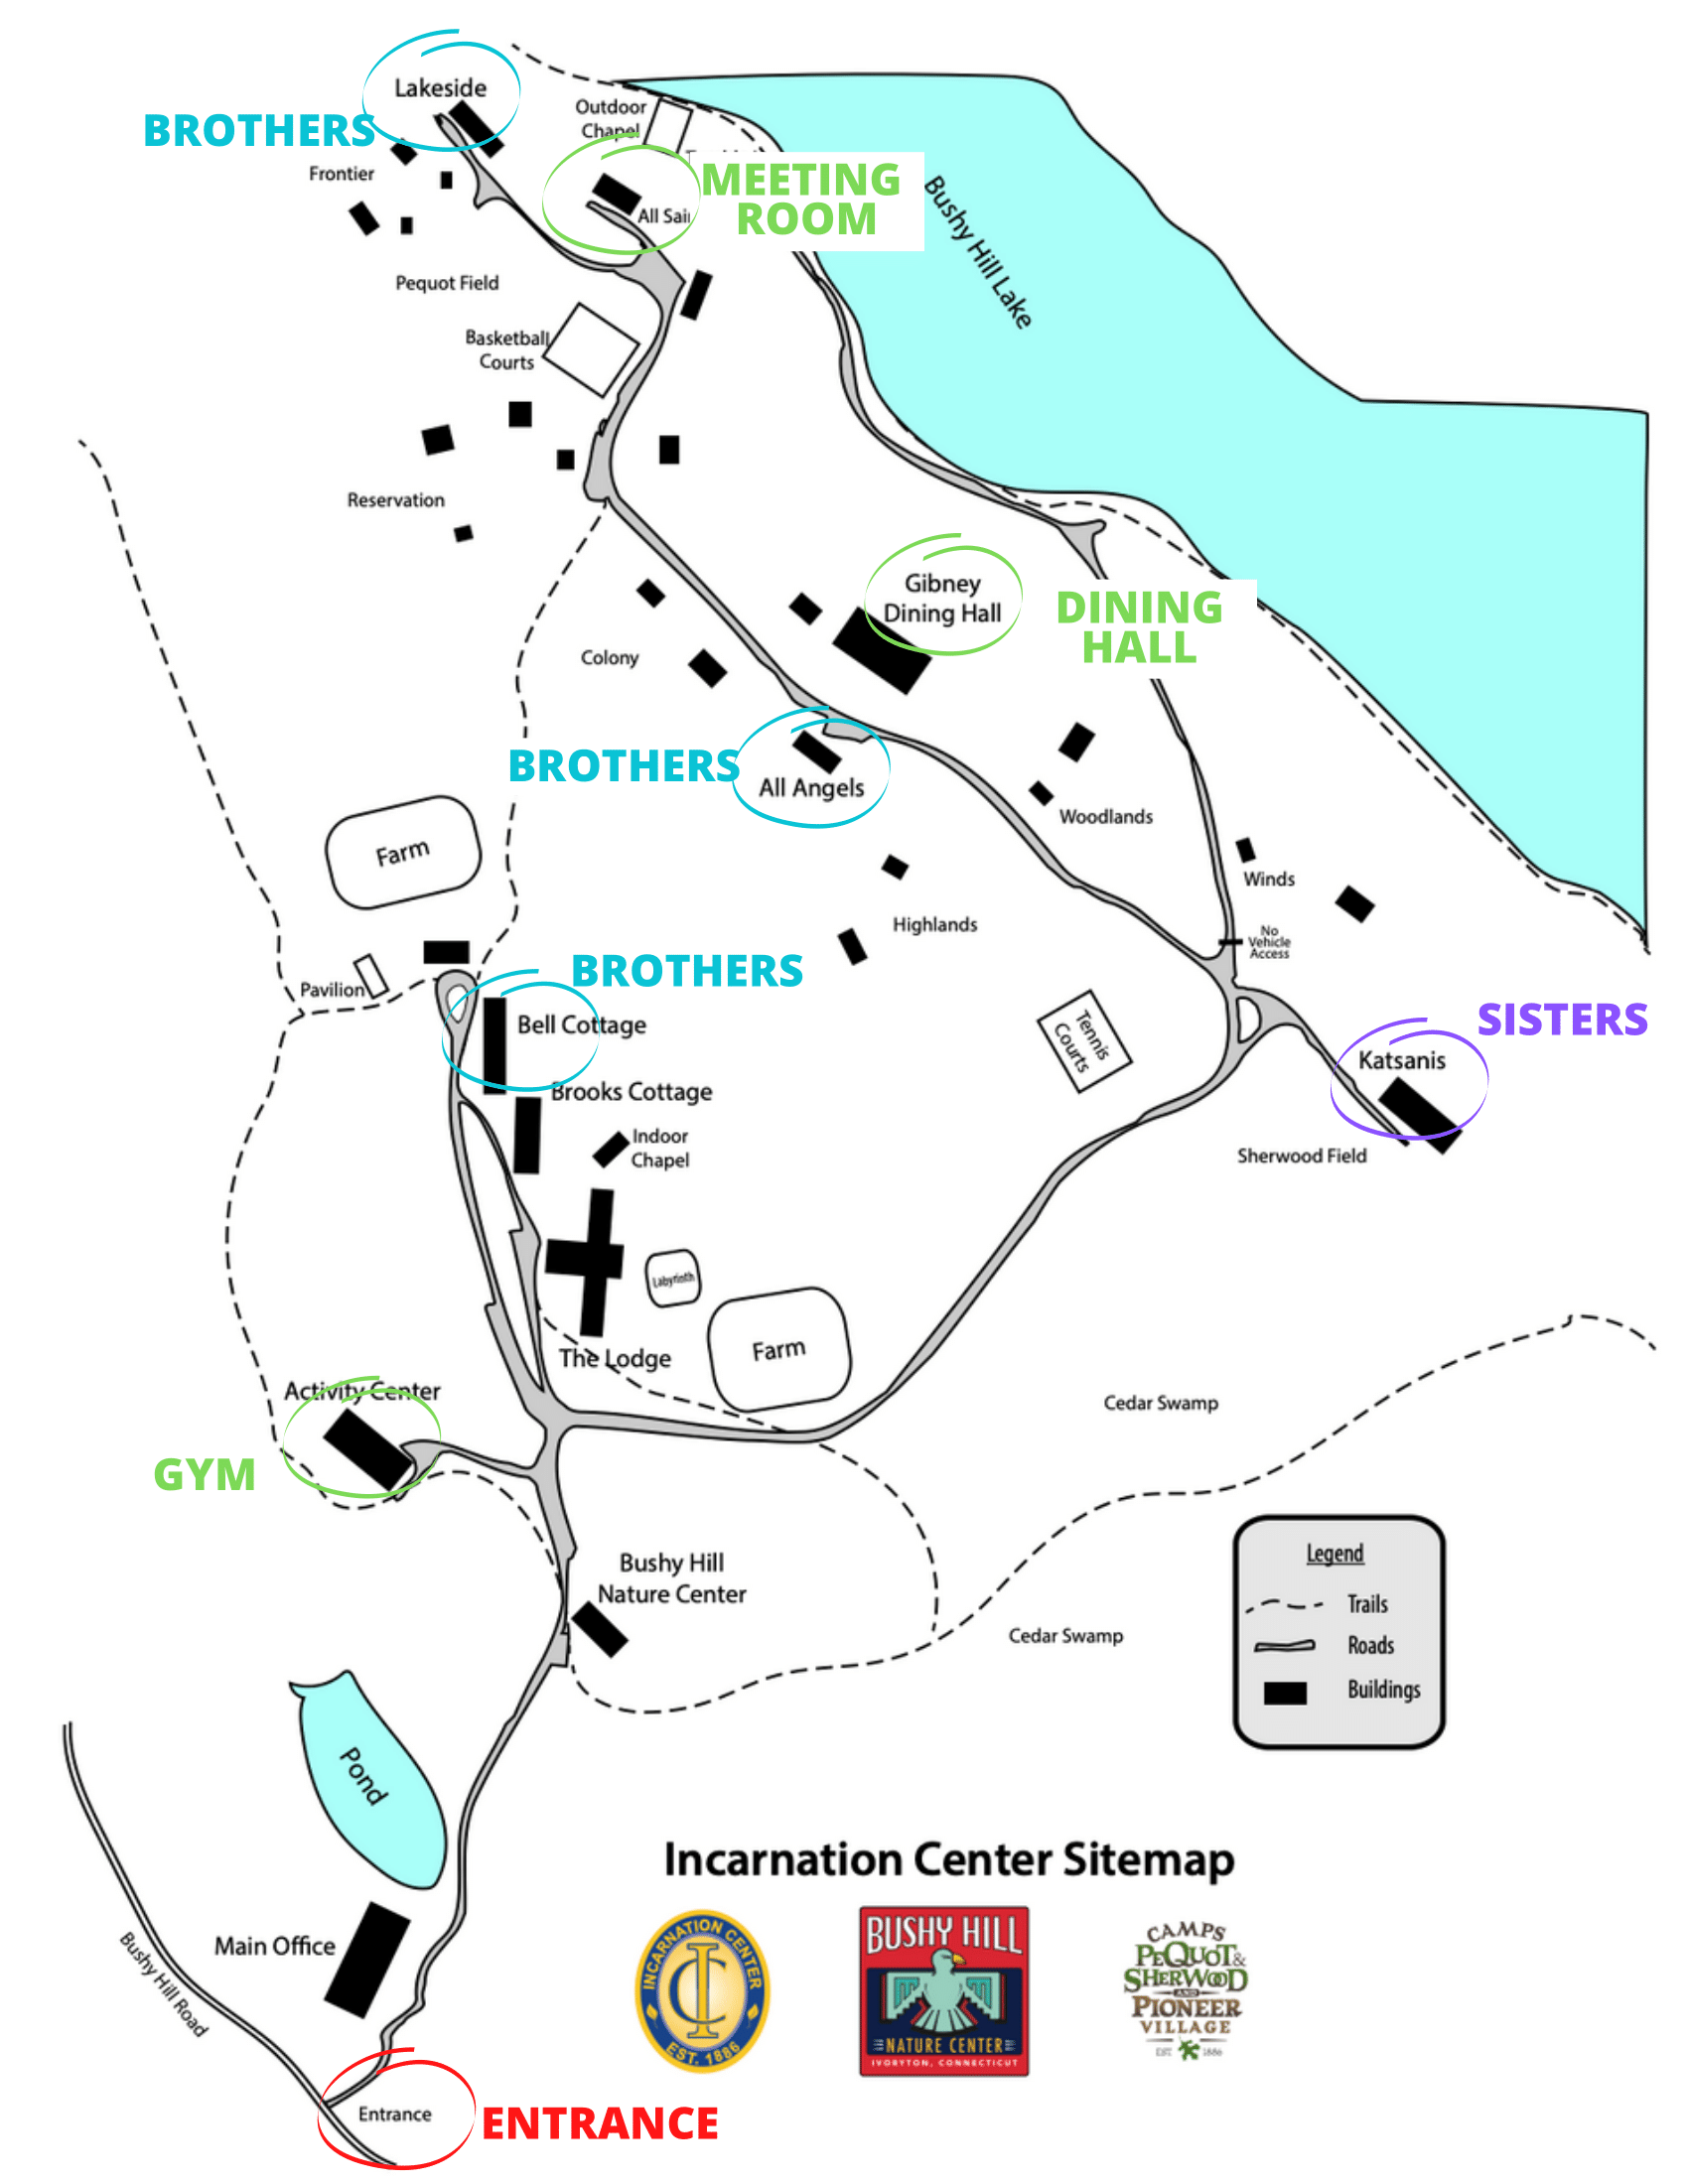 Lakeside
BROTHERS
Outdoor
Chapel
Frontier
MEETING
ROOM
All Sai
Bushy Hill Lake
Pequot Field
Basketball
Courts
Reservation
Gibney
Dining Hall
DINING
HALL
Colony
BROTHERS
All Angels
Woodlands
Farm
Winds
Highlands
No
Vehicle
Access
BROTHERS
Pavilion
Bell Cottage
Tennis
Courts
SISTERS
Katsanis
Brooks Cottage
Indoor
Chapel
Sherwood Field
Labyrinth
Farm
The Lodge
Activity Center
Cedar Swamp
GYM
Bushy Hill
Nature Center
Cedar Swamp
Legend
Trails
Roads
Buildings
Pond
Incarnation Center Sitemap
Main Office
Bushy Hill Road
INCARNATION CENTER
CI
EST. 1886
BUSHY HILL
NATURE CENTER
IVORYTON, CONNECTICUT
CAMPS
PEQUOT &
SHERWOOD
AND
PIONEER
VILLAGE
EST 1886
Entrance
ENTRANCE